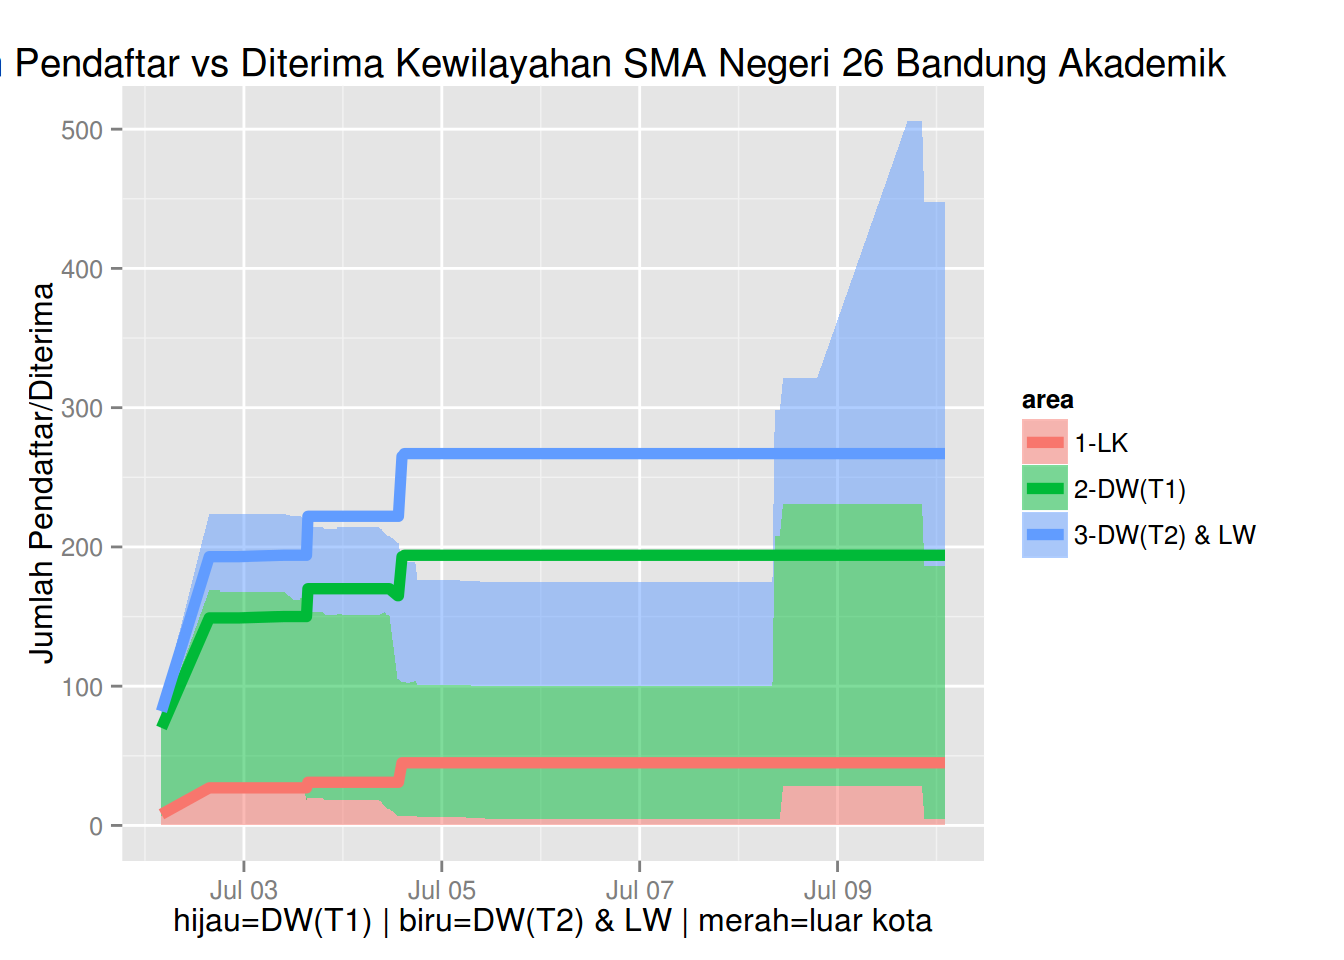 Pendaftar vs Diterima Kewilayahan SMA Negeri 26 Bandung Akademik
Jumlah Pendaftar/Diterima
500
400
300
200
100
0
Jul 03 Jul 05 Jul 07 Jul 09
hijau=DW(T1) | biru=DW(T2) & LW | merah=luar kota
area
1-LK
2-DW(T1)
3-DW(T2) & LW